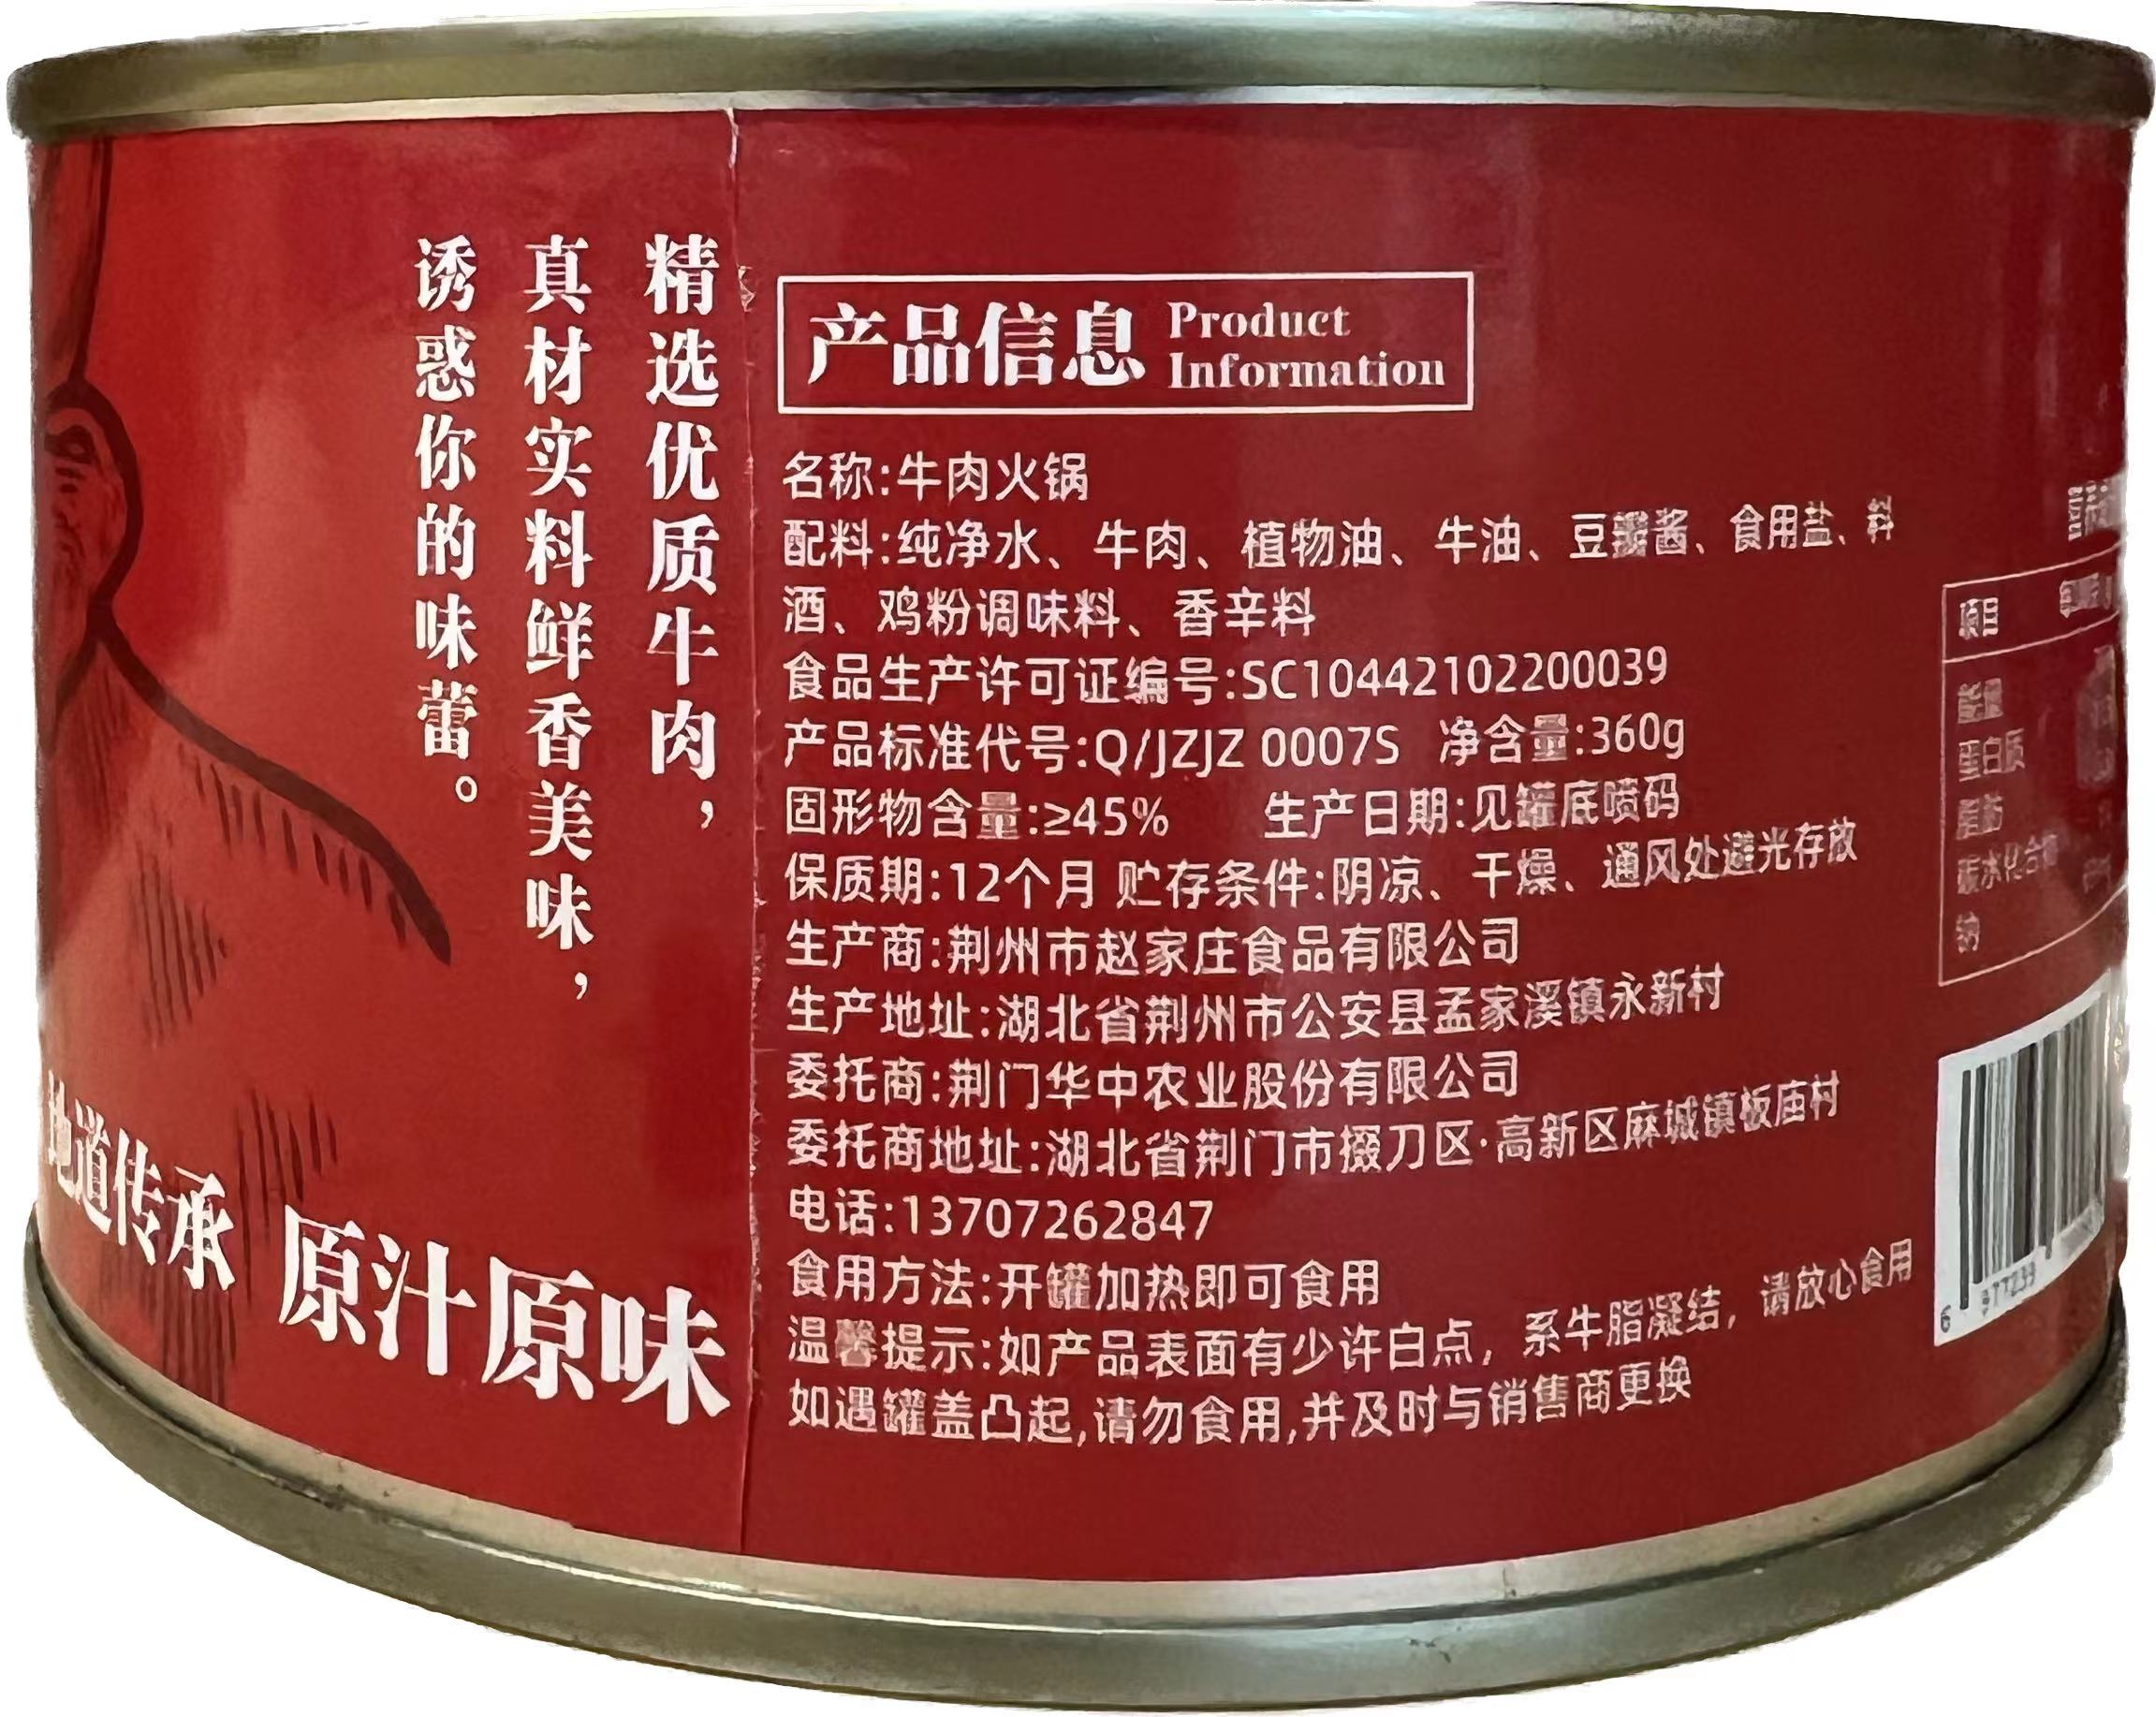 精选优质牛肉，
真材实料鲜香美味，
诱惑你的味蕾。
地道传承 原汁原味
产品信息 Product Information
名称:牛肉火锅
配料:纯净水、牛肉、植物油、牛油、豆瓣酱、食用盐、料
酒、鸡粉调味料、香辛料
食品生产许可证编号:SC10442102200039
产品标准代号:Q/JZJZ 0007S 净含量:360g
固形物含量:≥45% 生产日期:见罐底喷码
保质期:12个月 贮存条件:阴凉、干燥、通风处避光存放
生产商:荆州市赵家庄食品有限公司
生产地址:湖北省荆州市公安县孟家溪镇永新村
委托商:荆门华中农业股份有限公司
委托商地址:湖北省荆门市掇刀区·高新区麻城镇板庙村
电话:13707262847
食用方法:开罐加热即可食用
温馨提示:如产品表面有少许白点，系牛脂凝结，请放心食用
如遇罐盖凸起,请勿食用,并及时与销售商更换
项目
能量
蛋白质
脂肪
碳水化合物
钠